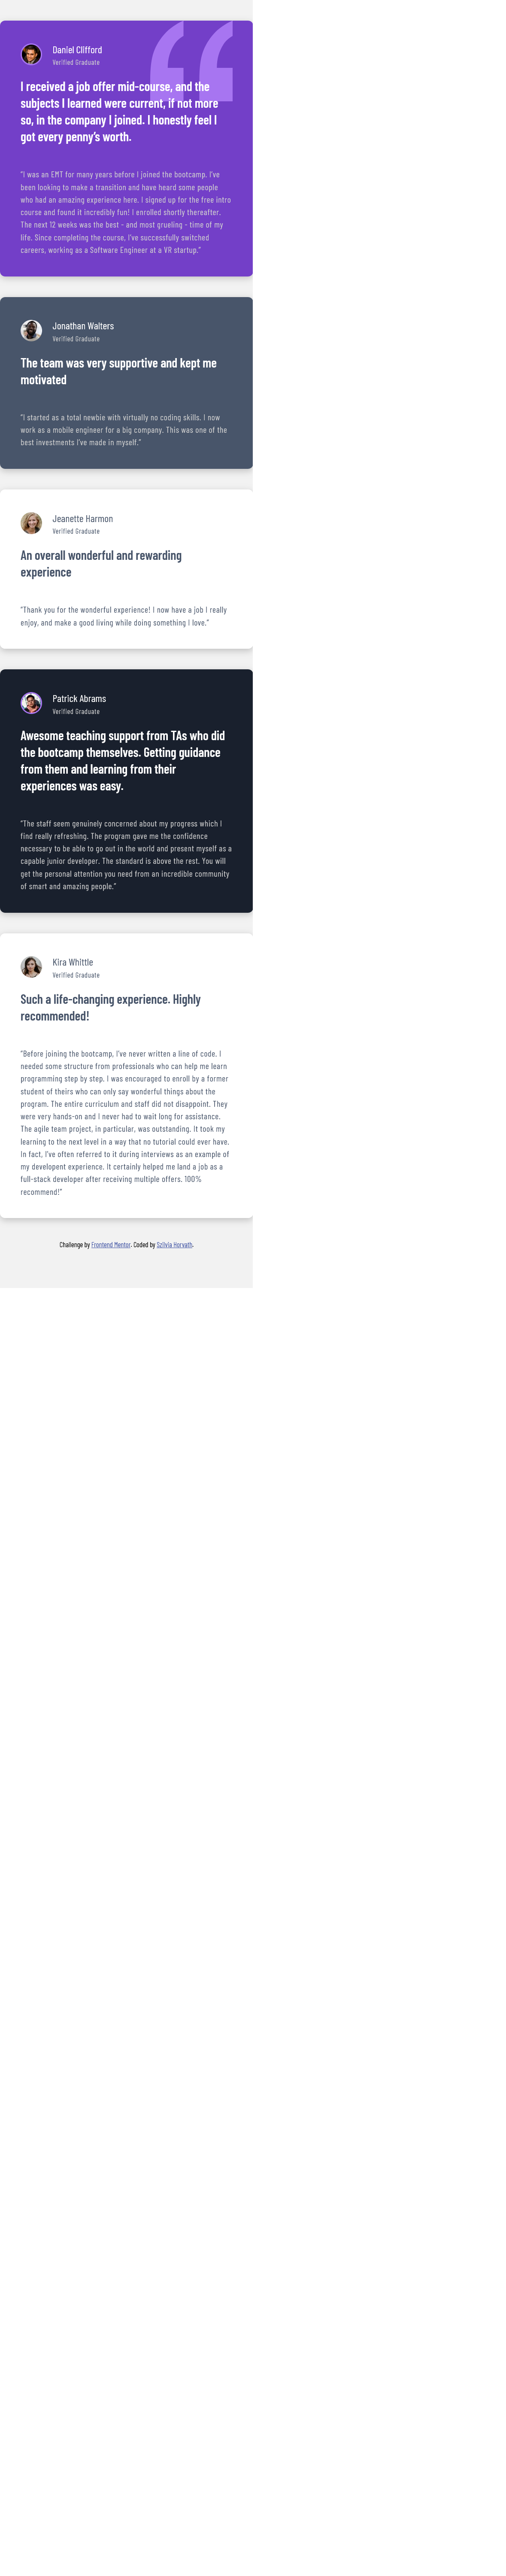 Daniel Clifford
Verified Graduate
I received a job offer mid-course, and the
subjects I learned were current, if not more
so, in the company I joined. I honestly feel I
got every penny’s worth.
“I was an EMT for many years before I joined the bootcamp. I’ve
been looking to make a transition and have heard some people
who had an amazing experience here. I signed up for the free intro
course and found it incredibly fun! I enrolled shortly thereafter.
The next 12 weeks was the best - and most grueling - time of my
life. Since completing the course, I’ve successfully switched
careers, working as a Software Engineer at a VR startup.”
Jonathan Walters
Verified Graduate
The team was very supportive and kept me
motivated
“I started as a total newbie with virtually no coding skills. I now
work as a mobile engineer for a big company. This was one of the
best investments I’ve made in myself.”
Jeanette Harmon
Verified Graduate
An overall wonderful and rewarding
experience
“Thank you for the wonderful experience! I now have a job I really
enjoy, and make a good living while doing something I love.”
Patrick Abrams
Verified Graduate
Awesome teaching support from TAs who did
the bootcamp themselves. Getting guidance
from them and learning from their
experiences was easy.
“The staff seem genuinely concerned about my progress which I
find really refreshing. The program gave me the confidence
necessary to be able to go out in the world and present myself as a
capable junior developer. The standard is above the rest. You will
get the personal attention you need from an incredible community
of smart and amazing people.”
Kira Whittle
Verified Graduate
Such a life-changing experience. Highly
recommended!
“Before joining the bootcamp, I’ve never written a line of code. I
needed some structure from professionals who can help me learn
programming step by step. I was encouraged to enroll by a former
student of theirs who can only say wonderful things about the
program. The entire curriculum and staff did not disappoint. They
were very hands-on and I never had to wait long for assistance.
The agile team project, in particular, was outstanding. It took my
learning to the next level in a way that no tutorial could ever have.
In fact, I’ve often referred to it during interviews as an example of
my developent experience. It certainly helped me land a job as a
full-stack developer after receiving multiple offers. 100%
recommend!”
Challenge by Frontend Mentor. Coded by Szilvia Horvath.